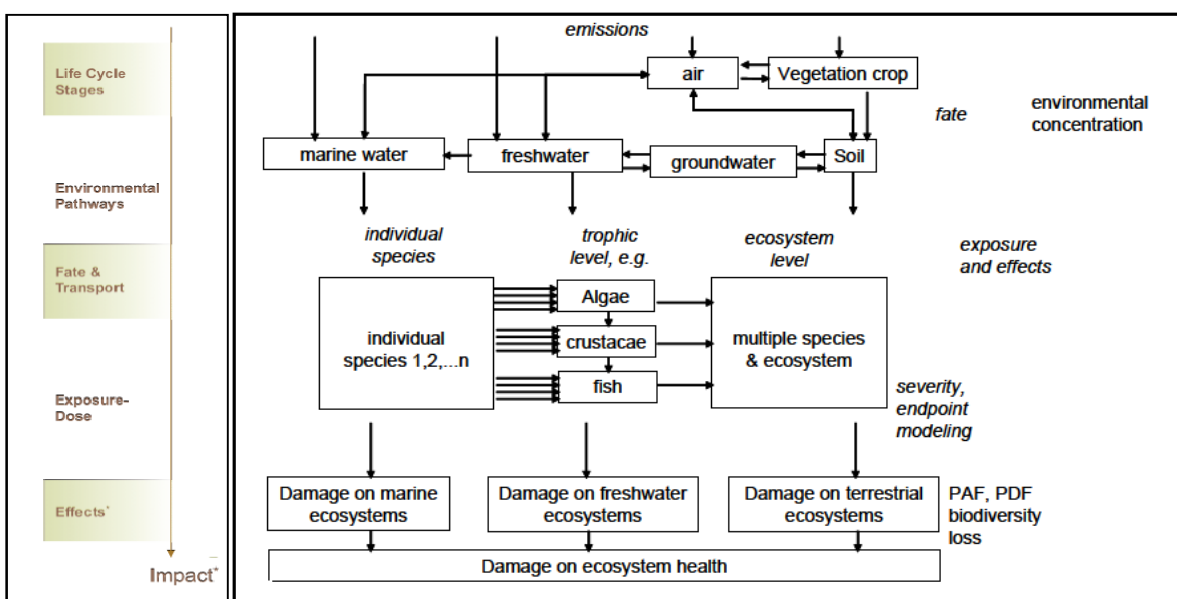 Life Cycle
Stages
Environmental
Pathways
Fate &
Transport
Exposure-
Dose
Effects*
Impact*
emissions
air
Vegetation crop
fate
environmental
concentration
marine water
freshwater
groundwater
Soil
individual
species
trophic
level, e.g.
ecosystem
level
exposure
and effects
individual
species 1,2,...n
Algae
crustacae
fish
multiple species
& ecosystem
severity,
endpoint
modeling
Damage on marine
ecosystems
Damage on freshwater
ecosystems
Damage on terrestrial
ecosystems
PAF, PDF
biodiversity
loss
Damage on ecosystem health